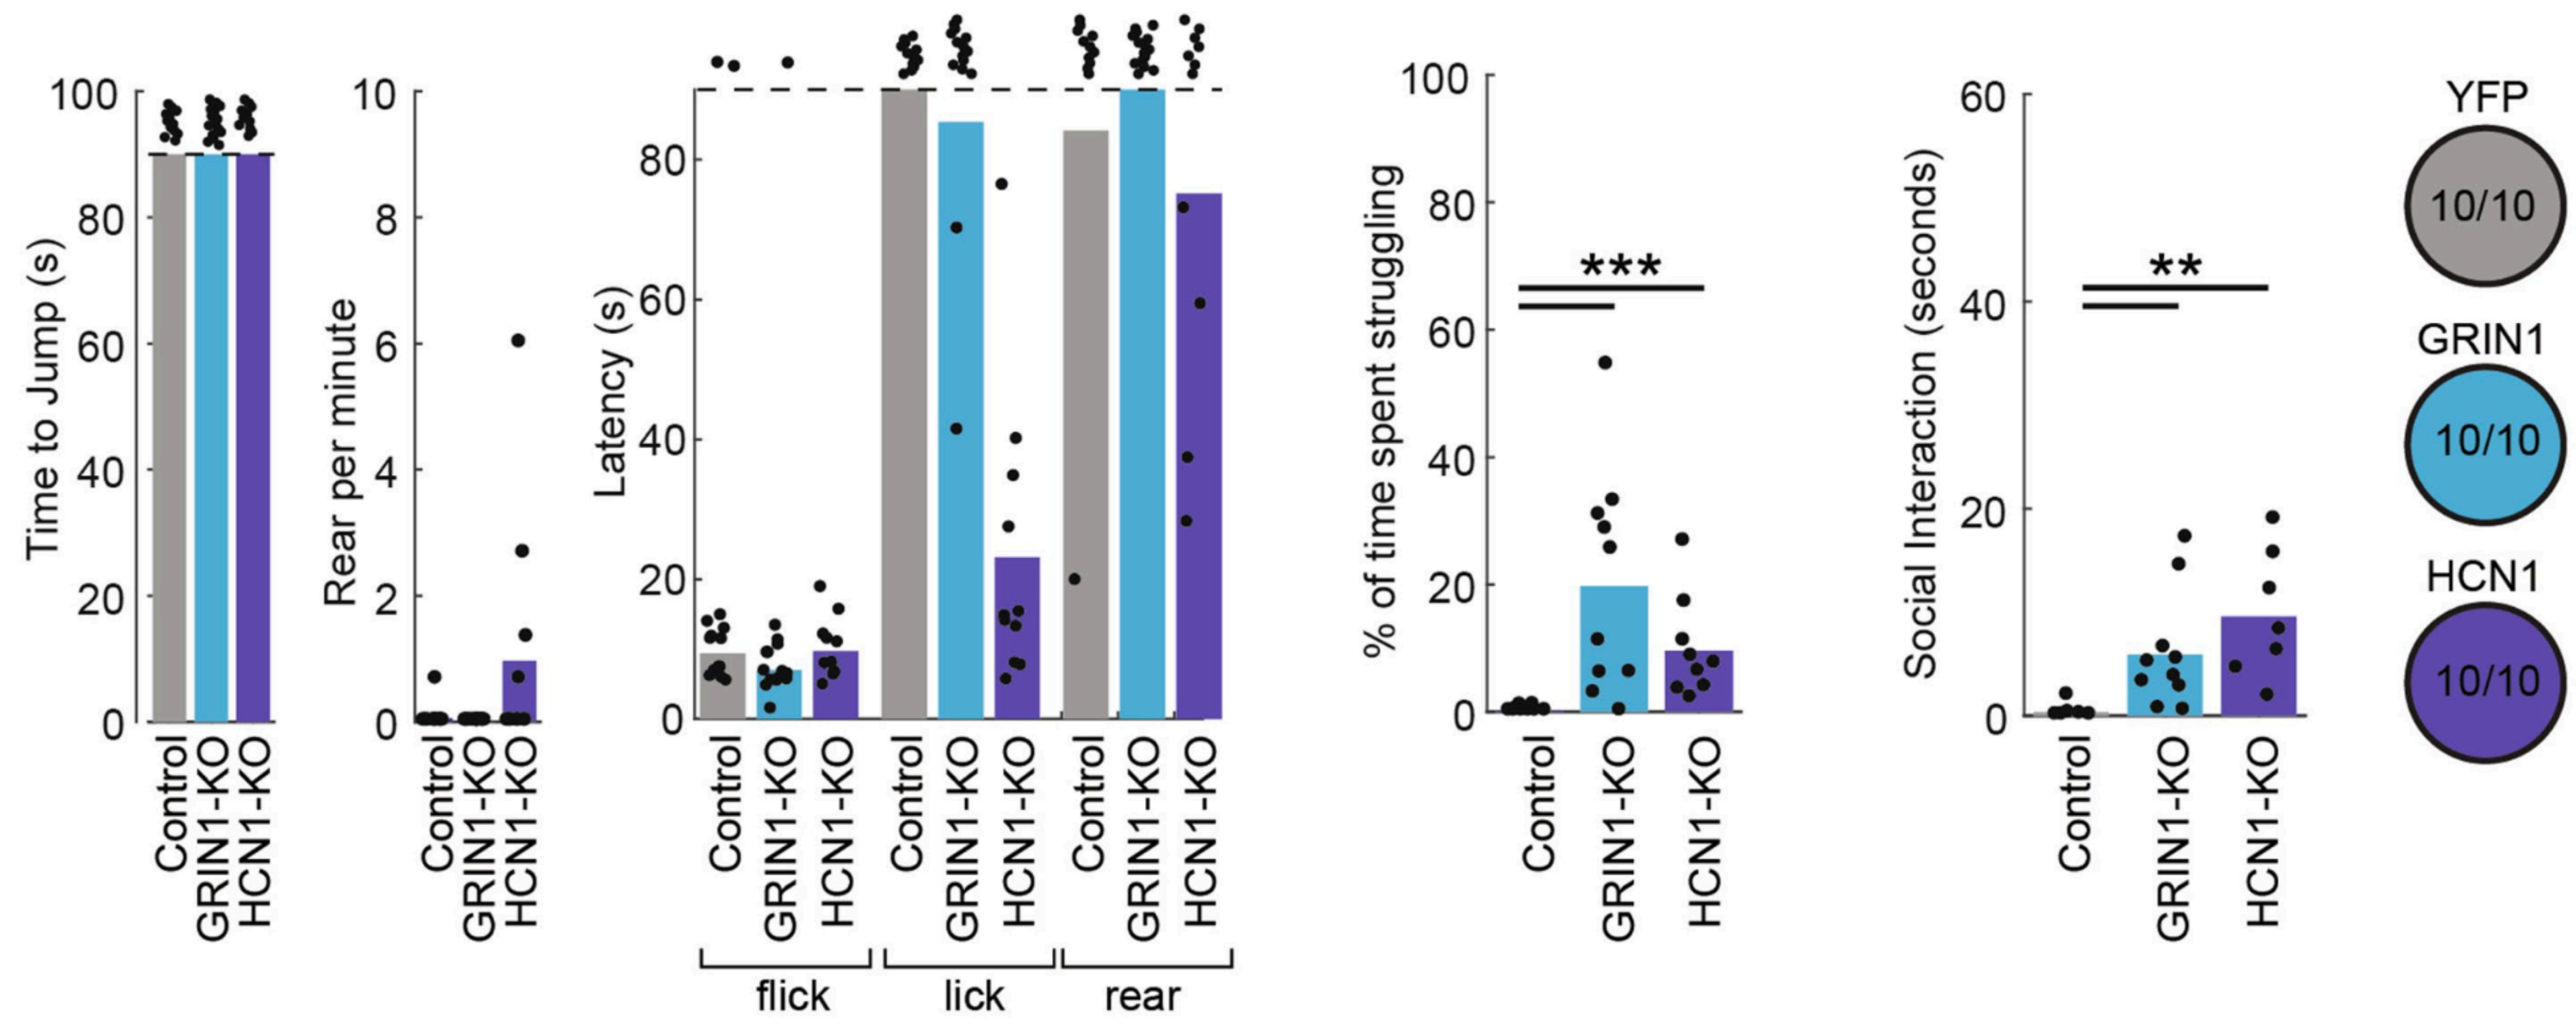 Time to Jump (s)
100
80
60
40
20
0
Control
GRIN1-KO
HCN1-KO
Rear per minute
10
8
6
4
2
0
Control
GRIN1-KO
HCN1-KO
Latency (s)
80
60
40
20
0
Control
GRIN1-KO
HCN1-KO
Control
GRIN1-KO
HCN1-KO
Control
GRIN1-KO
HCN1-KO
flick
lick
rear
% of time spent struggling
100
80
60
40
20
0
***
Control
GRIN1-KO
HCN1-KO
Social Interaction (seconds)
60
40
20
0
**
Control
GRIN1-KO
HCN1-KO
YFP
10/10
GRIN1
10/10
HCN1
10/10